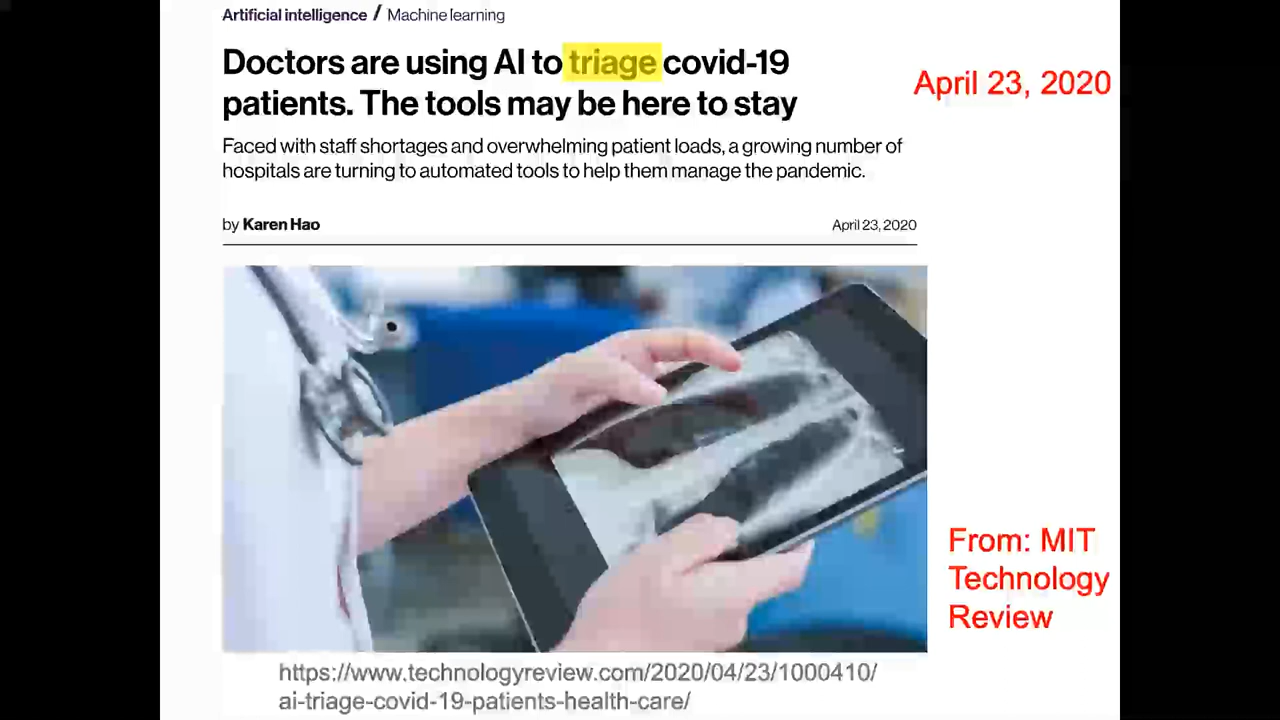 Artificial intelligence / Machine learning
Doctors are using AI to triage covid-19
patients. The tools may be here to stay
April 23, 2020
Faced with staff shortages and overwhelming patient loads, a growing number of
hospitals are turning to automated tools to help them manage the pandemic.
by Karen Hao
April 23, 2020
From: MIT
Technology
Review
https://www.technologyreview.com/2020/04/23/1000410/
ai-triage-covid-19-patients-health-care/